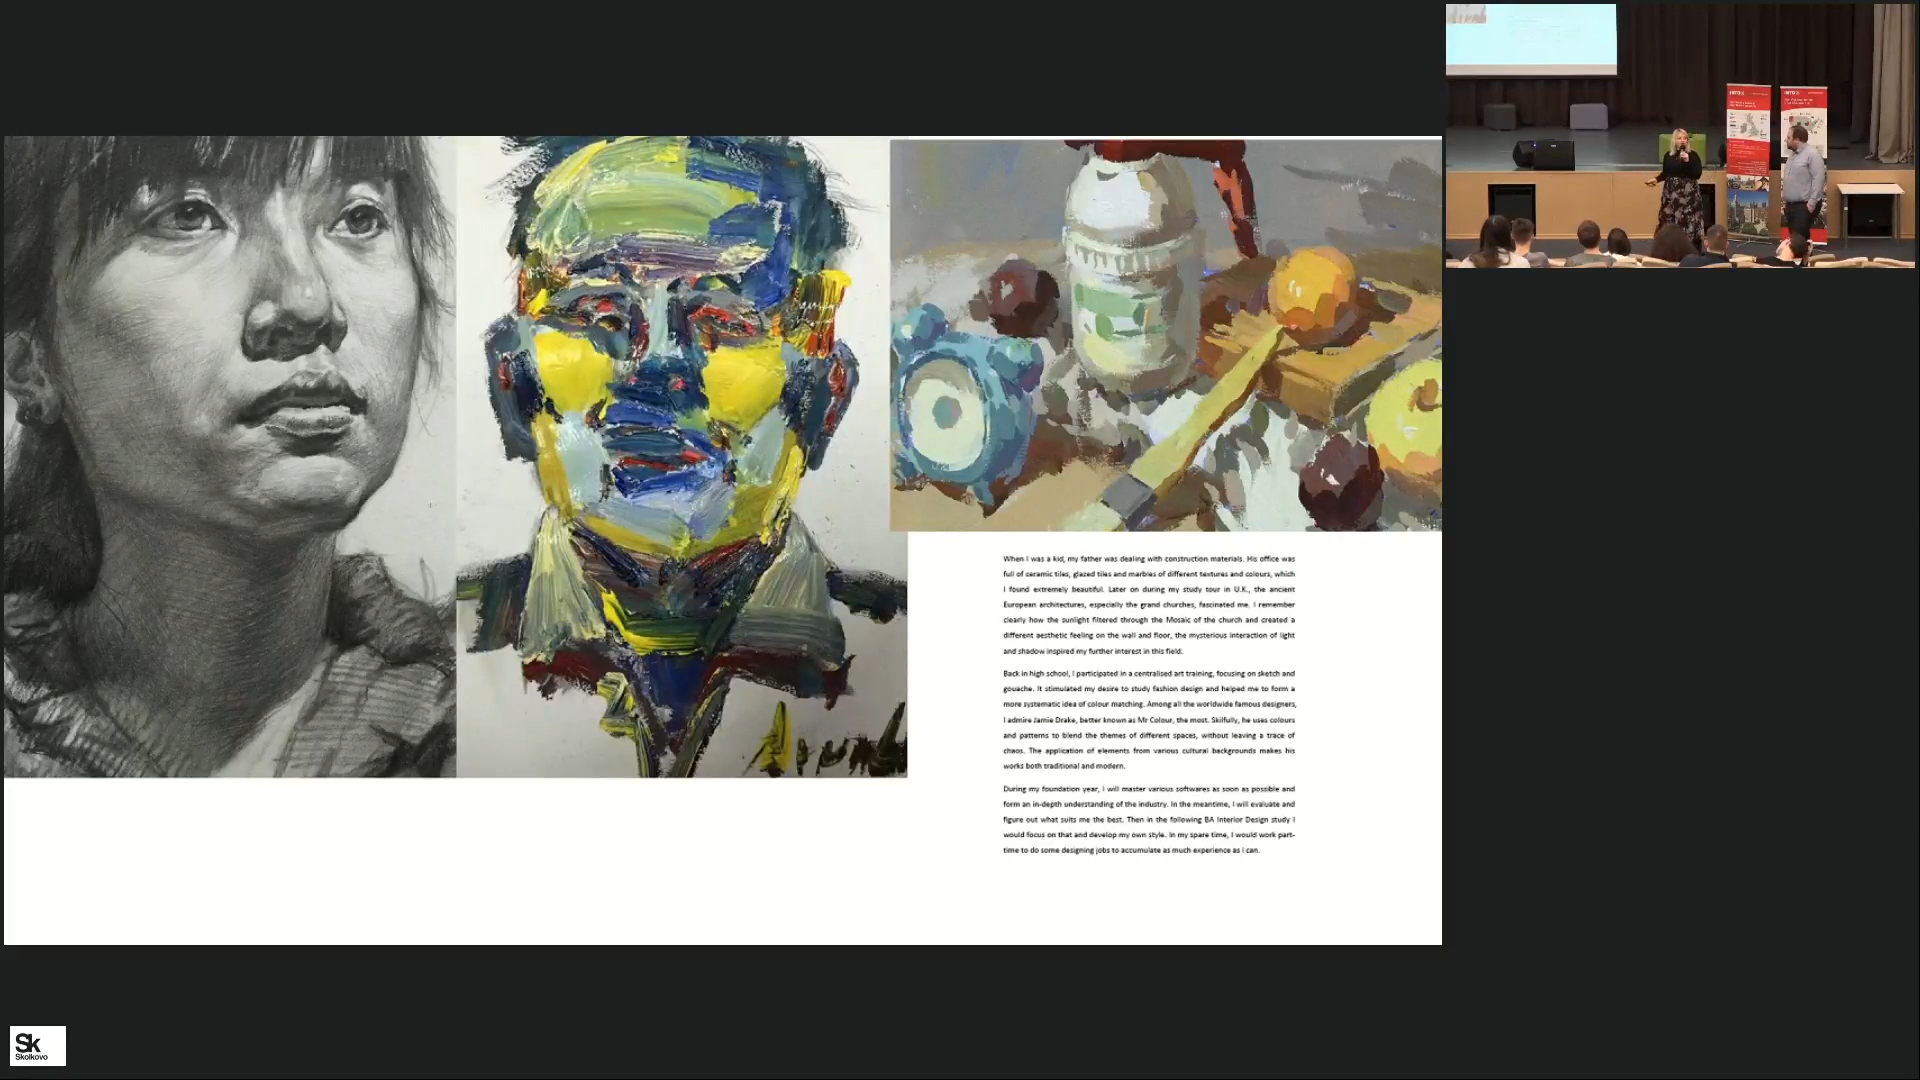 INTO
INTO
When I was a kid, my father was dealing with construction materials. His office was
full of ceramic tiles, glazed tiles and marbles of different textures and colours, which
I found extremely beautiful. Later on during my study tour in U.K., the ancient
European architectures, especially the grand churches, fascinated me. I remember
clearly how the sunlight filtered through the Mosaic of the church and created a
different aesthetic feeling on the wall and floor, the mysterious interaction of light
and shadow inspired my further interest in this field.
Back in high school, I participated in a centralised art training, focusing on sketch and
gouache. It stimulated my desire to study fashion design and helped me to form a
more systematic idea of colour matching. Among all the worldwide famous designers,
I admire Jamie Drake, better known as Mr Colour, the most. Skilfully, he uses colours
and patterns to blend the themes of different spaces, without leaving a trace of
chaos. The application of elements from various cultural backgrounds makes his
works both traditional and modern.
During my foundation year, I will master various softwares as soon as possible and
form an in-depth understanding of the industry. In the meantime, I will evaluate and
figure out what suits me the best. Then in the following BA Interior Design study I
would focus on that and develop my own style. In my spare time, I would work part-
time to do some designing jobs to accumulate as much experience as I can.
Sk
Skolkovo